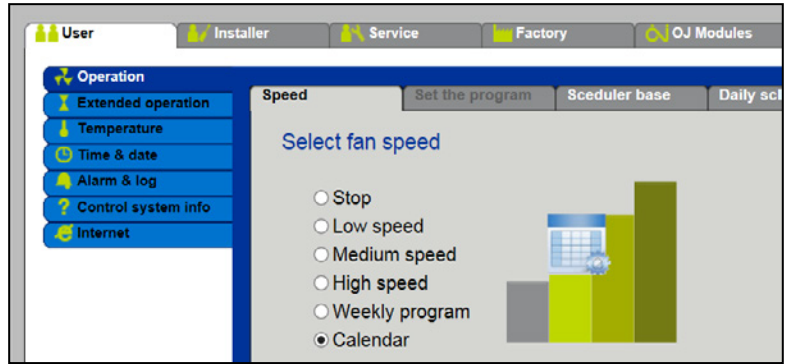 User Installer Service Factory OJ Modules
Operation
Extended operation
Temperature
Time & date
Alarm & log
Control system info
Internet
Speed Set the program Sceduler base Daily scl
Select fan speed
Stop
Low speed
Medium speed
High speed
Weekly program
Calendar